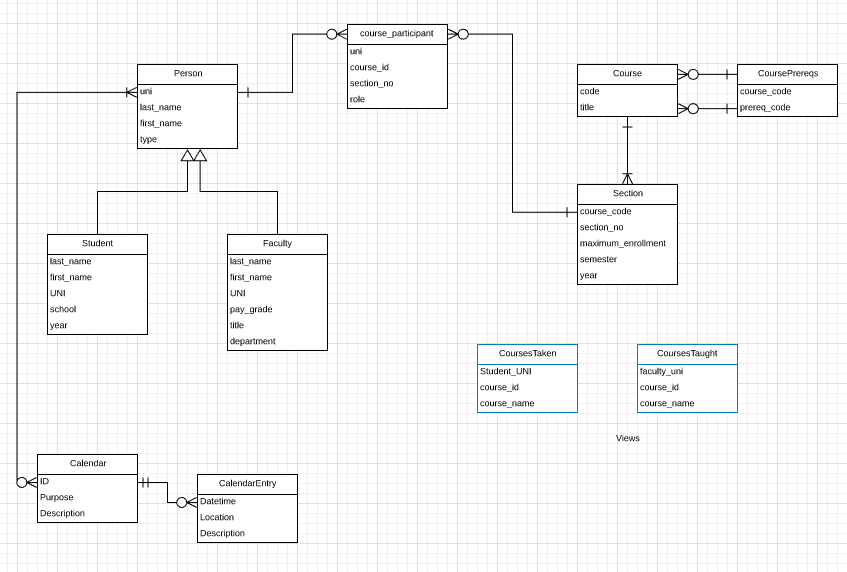 course_participant
uni
course_id
section_no
role
Person
uni
last_name
first_name
type
Course
code
title
CoursePrereqs
course_code
prereq_code
Section
course_code
section_no
maximum_enrollment
semester
year
Student
last_name
first_name
UNI
school
year
Faculty
last_name
first_name
UNI
pay_grade
title
department
CoursesTaken
Student_UNI
course_id
course_name
CoursesTaught
faculty_uni
course_id
course_name
Views
Calendar
ID
Purpose
Description
CalendarEntry
Datetime
Location
Description